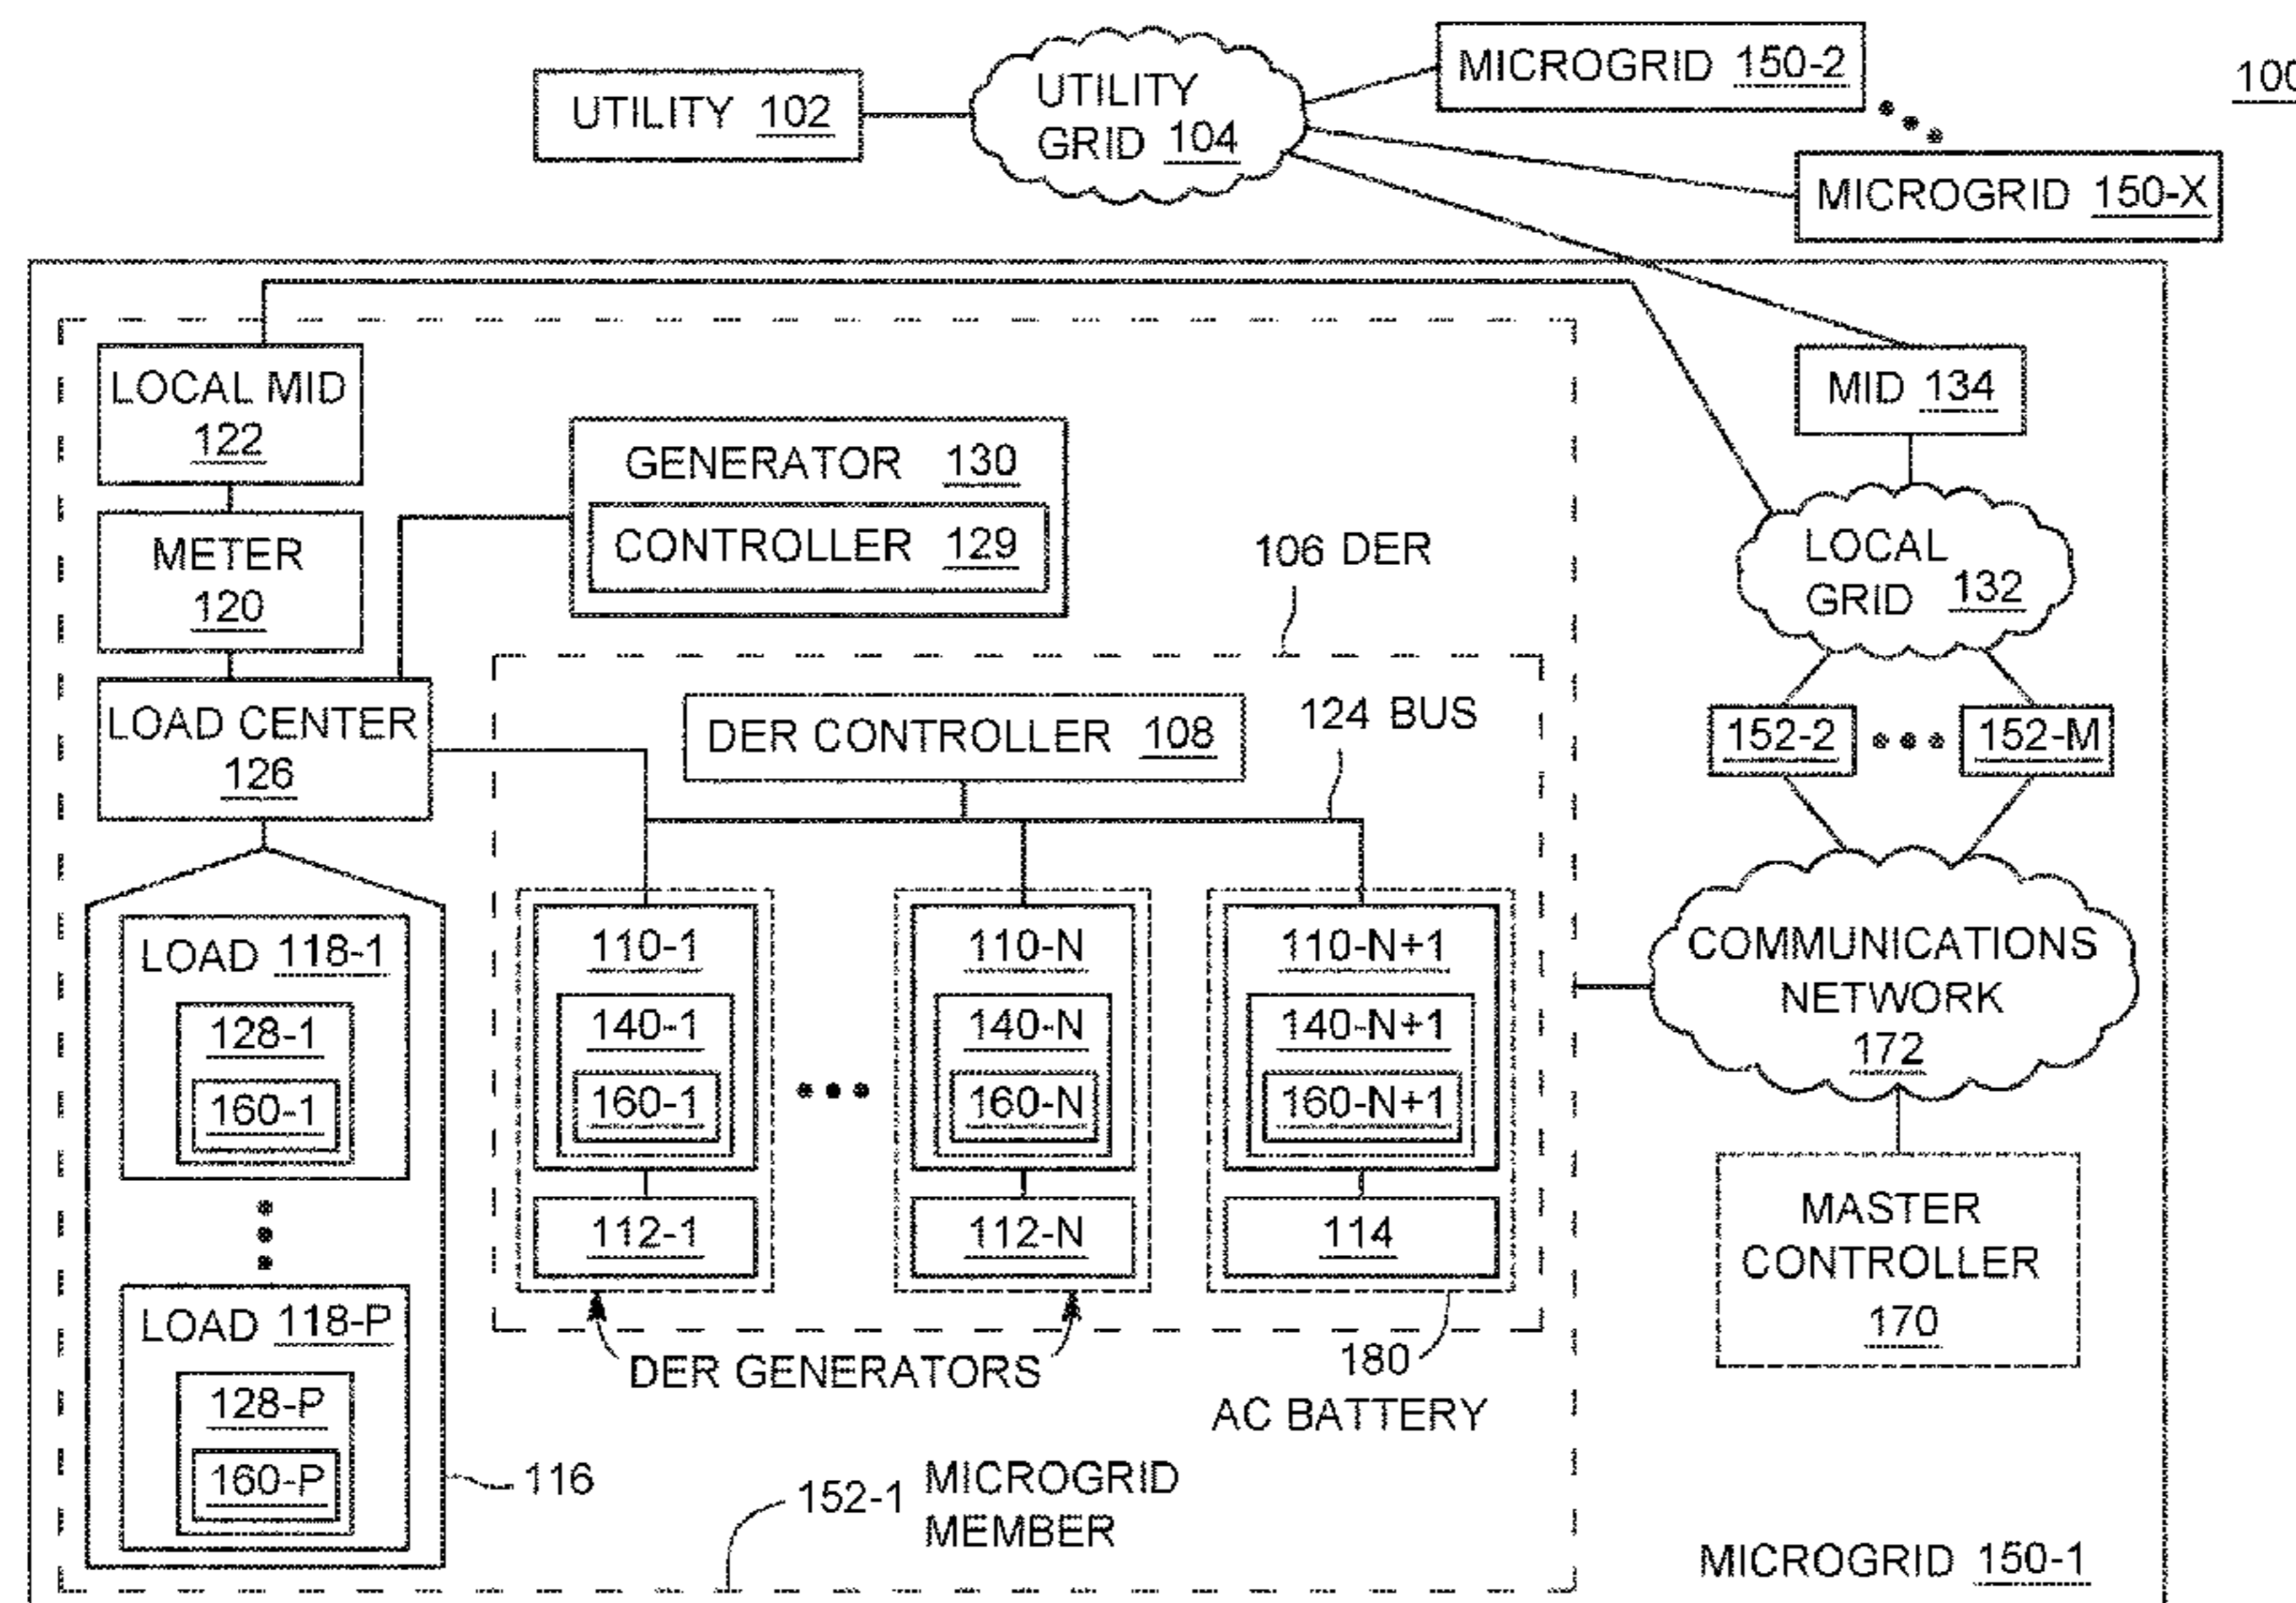 UTILITY 102
UTILITY
GRID 104
MICROGRID 150-2
MICROGRID 150-X
100
LOCAL MID
122
METER
120
LOAD CENTER
126
GENERATOR 130
CONTROLLER 129
106 DER
DER CONTROLLER 108
124 BUS
MID 134
LOCAL
GRID 132
152-2
152-M
COMMUNICATIONS
NETWORK
172
MASTER
CONTROLLER
170
LOAD 118-1
128-1
160-1
LOAD 118-P
128-P
160-P
116
110-1
140-1
160-1
112-1
110-N
140-N
160-N
112-N
110-N+1
140-N+1
160-N+1
114
DER GENERATORS
180
AC BATTERY
152-1 MICROGRID
MEMBER
MICROGRID 150-1